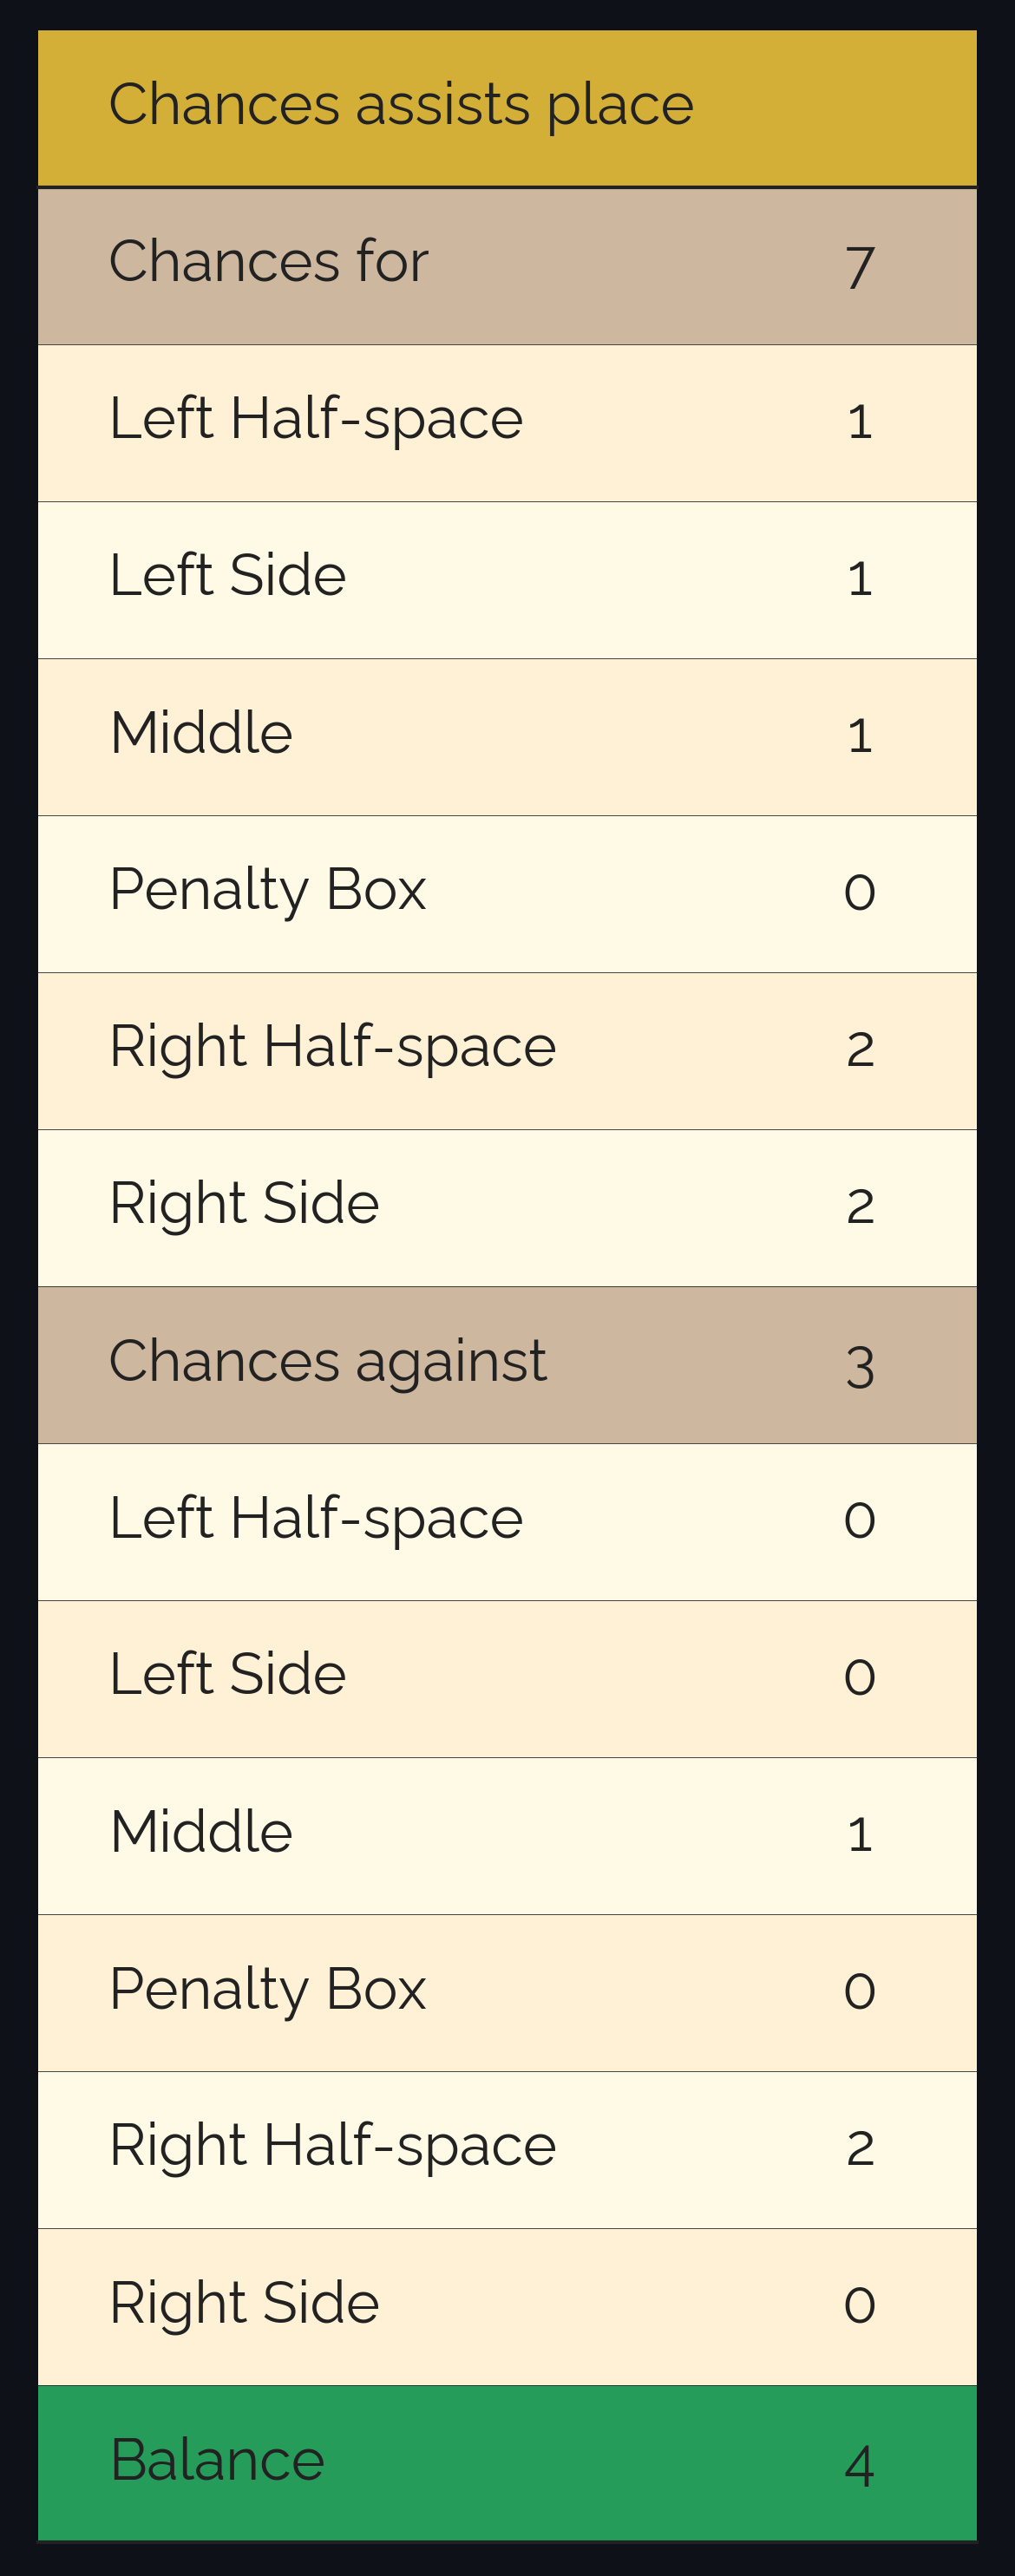 Chances assists place
Chances for 7
Left Half-space 1
Left Side 1
Middle 1
Penalty Box 0
Right Half-space 2
Right Side 2
Chances against 3
Left Half-space 0
Left Side 0
Middle 1
Penalty Box 0
Right Half-space 2
Right Side 0
Balance 4